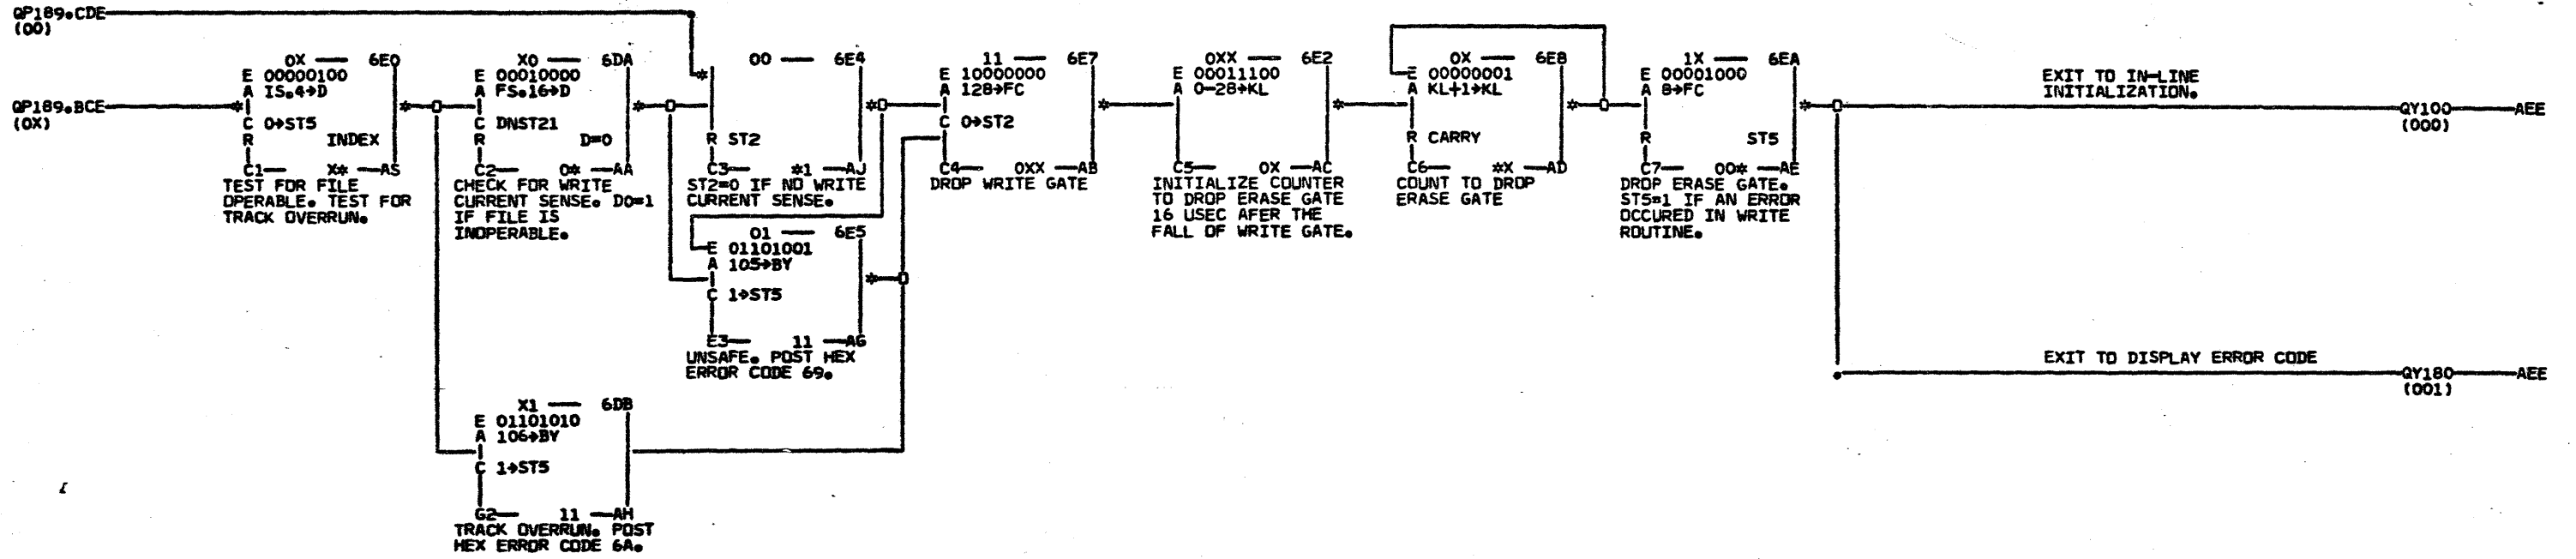 QP189.CDE
(00)
QP189.BCE
(0X)
0X — 6E0
E 00000100
A IS.4→D
C 0→ST5
R INDEX
C1— X* —AS
TEST FOR FILE
OPERABLE. TEST FOR
TRACK OVERRUN.
X0 — 6DA
E 00010000
A FS.16→D
C DNST21
R D=0
C2— 0* —AA
CHECK FOR WRITE
CURRENT SENSE. D0=1
IF FILE IS
INOPERABLE.
X1 — 6DB
E 01101010
A 106→BY
C 1→ST5
G2— 11 —AH
TRACK OVERRUN. POST
HEX ERROR CODE 6A.
00 — 6E4
*
R ST2
C3— *1 —AJ
ST2=0 IF NO WRITE
CURRENT SENSE.
01 — 6E5
E 01101001
A 105→BY
C 1→ST5
E3— 11 —AG
UNSAFE. POST HEX
ERROR CODE 69.
11 — 6E7
E 10000000
A 128→FC
C 0→ST2
C4— 0XX —AB
DROP WRITE GATE
0XX — 6E2
E 00011100
A 0-28→KL
C5— 0X —AC
INITIALIZE COUNTER
TO DROP ERASE GATE
16 USEC AFER THE
FALL OF WRITE GATE.
0X — 6E8
E 00000001
A KL+1→KL
R CARRY
C6— *X —AD
COUNT TO DROP
ERASE GATE
1X — 6EA
E 00001000
A 8→FC
R ST5
C7— 00* —AE
DROP ERASE GATE.
ST5=1 IF AN ERROR
OCCURED IN WRITE
ROUTINE.
EXIT TO IN-LINE
INITIALIZATION.
QY100 —AEE
(000)
EXIT TO DISPLAY ERROR CODE
QY180 —AEE
(001)